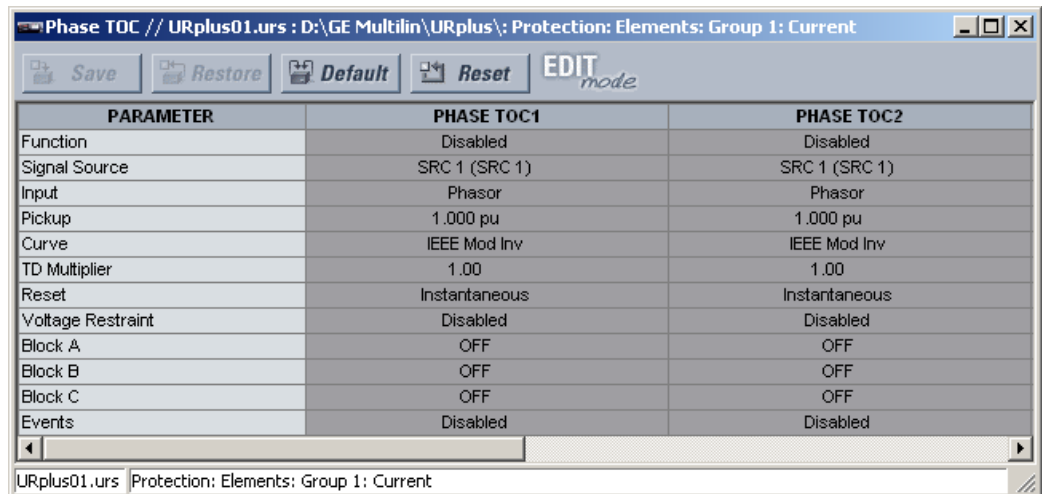 Phase TOC // URplus01.urs : D:\GE Multilin\URplus\: Protection: Elements: Group 1: Current
Save Restore Default Reset EDIT mode
PARAMETER PHASE TOC1 PHASE TOC2
Function Disabled Disabled
Signal Source SRC 1 (SRC 1) SRC 1 (SRC 1)
Input Phasor Phasor
Pickup 1.000 pu 1.000 pu
Curve IEEE Mod Inv IEEE Mod Inv
TD Multiplier 1.00 1.00
Reset Instantaneous Instantaneous
Voltage Restraint Disabled Disabled
Block A OFF OFF
Block B OFF OFF
Block C OFF OFF
Events Disabled Disabled
URplus01.urs Protection: Elements: Group 1: Current